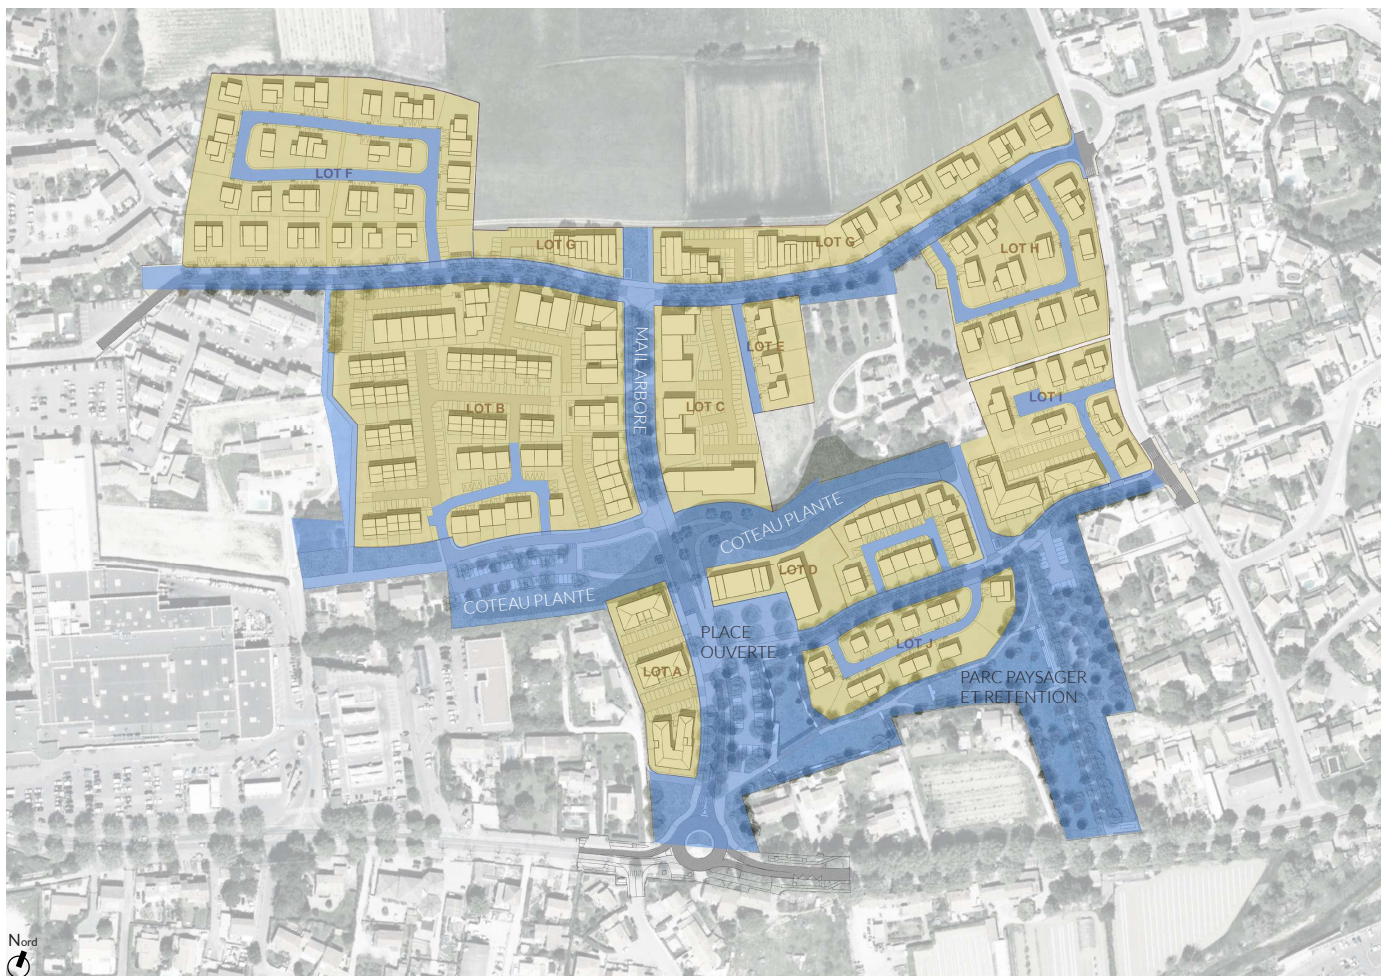 LOT F
LOT G
LOT G
LOT H
MAIL ARBORE
LOT E
LOT B
LOT C
LOT I
COTEAU PLANTE
LOT D
COTEAU PLANTE
PLACE
OUVERTE
LOT J
LOT A
PARC PAYSAGER
ET RETENTION
Nord